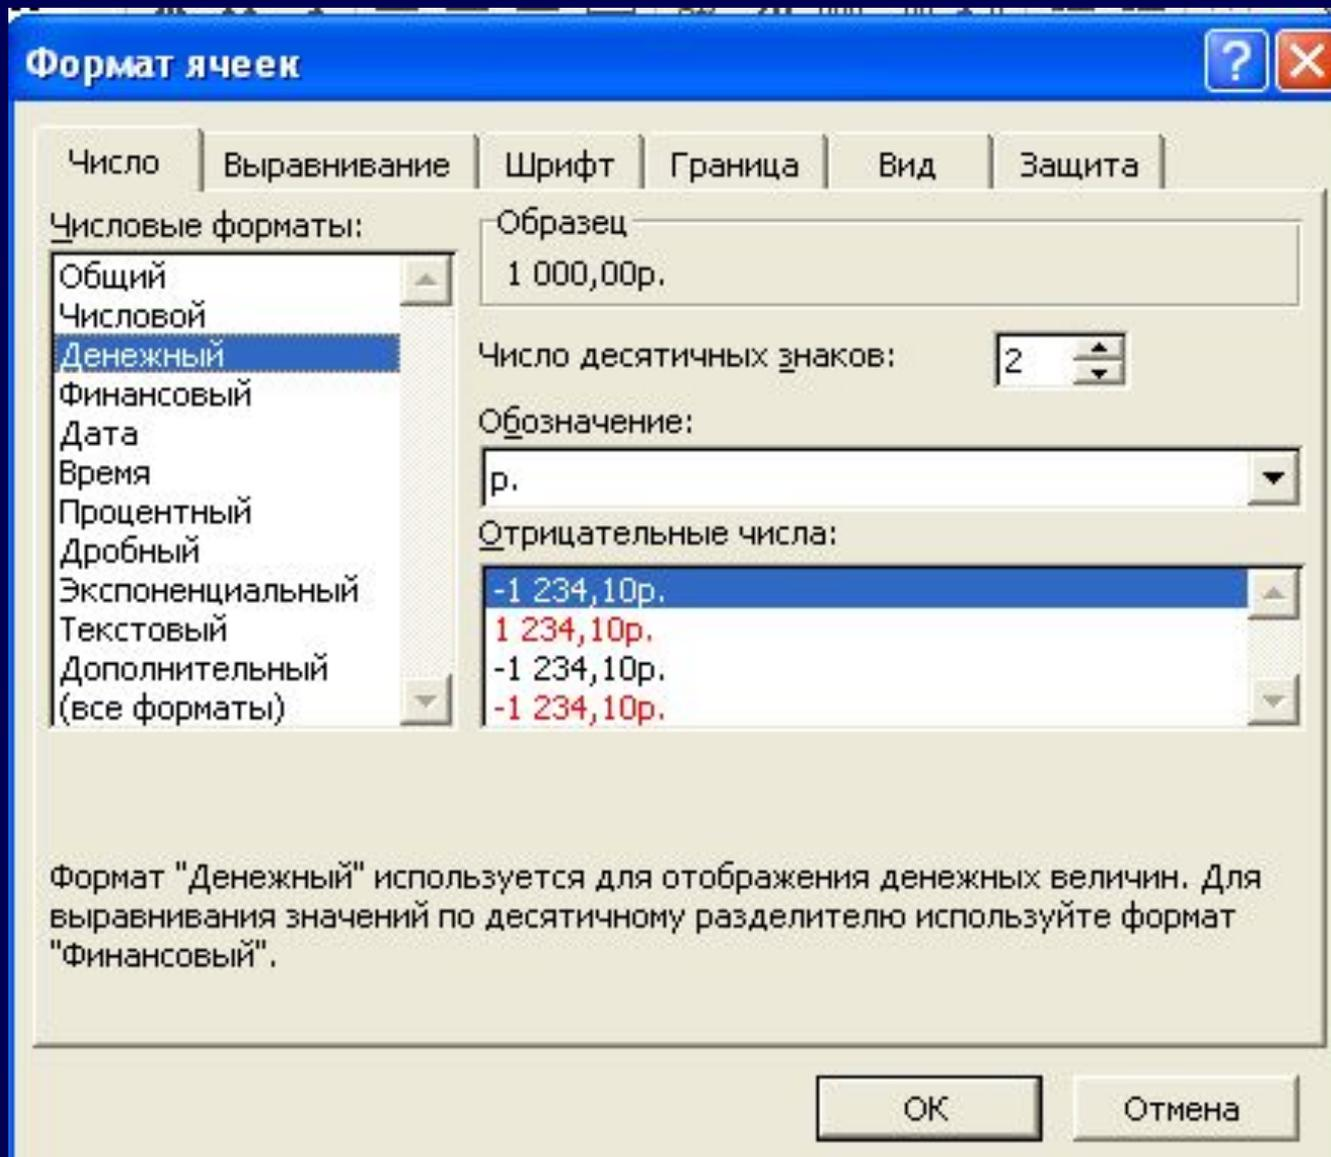 Формат ячеек
Число
Выравнивание
Шрифт
Граница
Вид
Защита
Числовые форматы:
Общий
Числовой
Денежный
Финансовый
Дата
Время
Процентный
Дробный
Экспоненциальный
Текстовый
Дополнительный
(все форматы)
Образец
1 000,00р.
Число десятичных знаков:
2
Обозначение:
р.
Отрицательные числа:
-1 234,10р.
1 234,10р.
-1 234,10р.
-1 234,10р.
Формат "Денежный" используется для отображения денежных величин. Для
выравнивания значений по десятичному разделителю используйте формат
"Финансовый".
ОК
Отмена